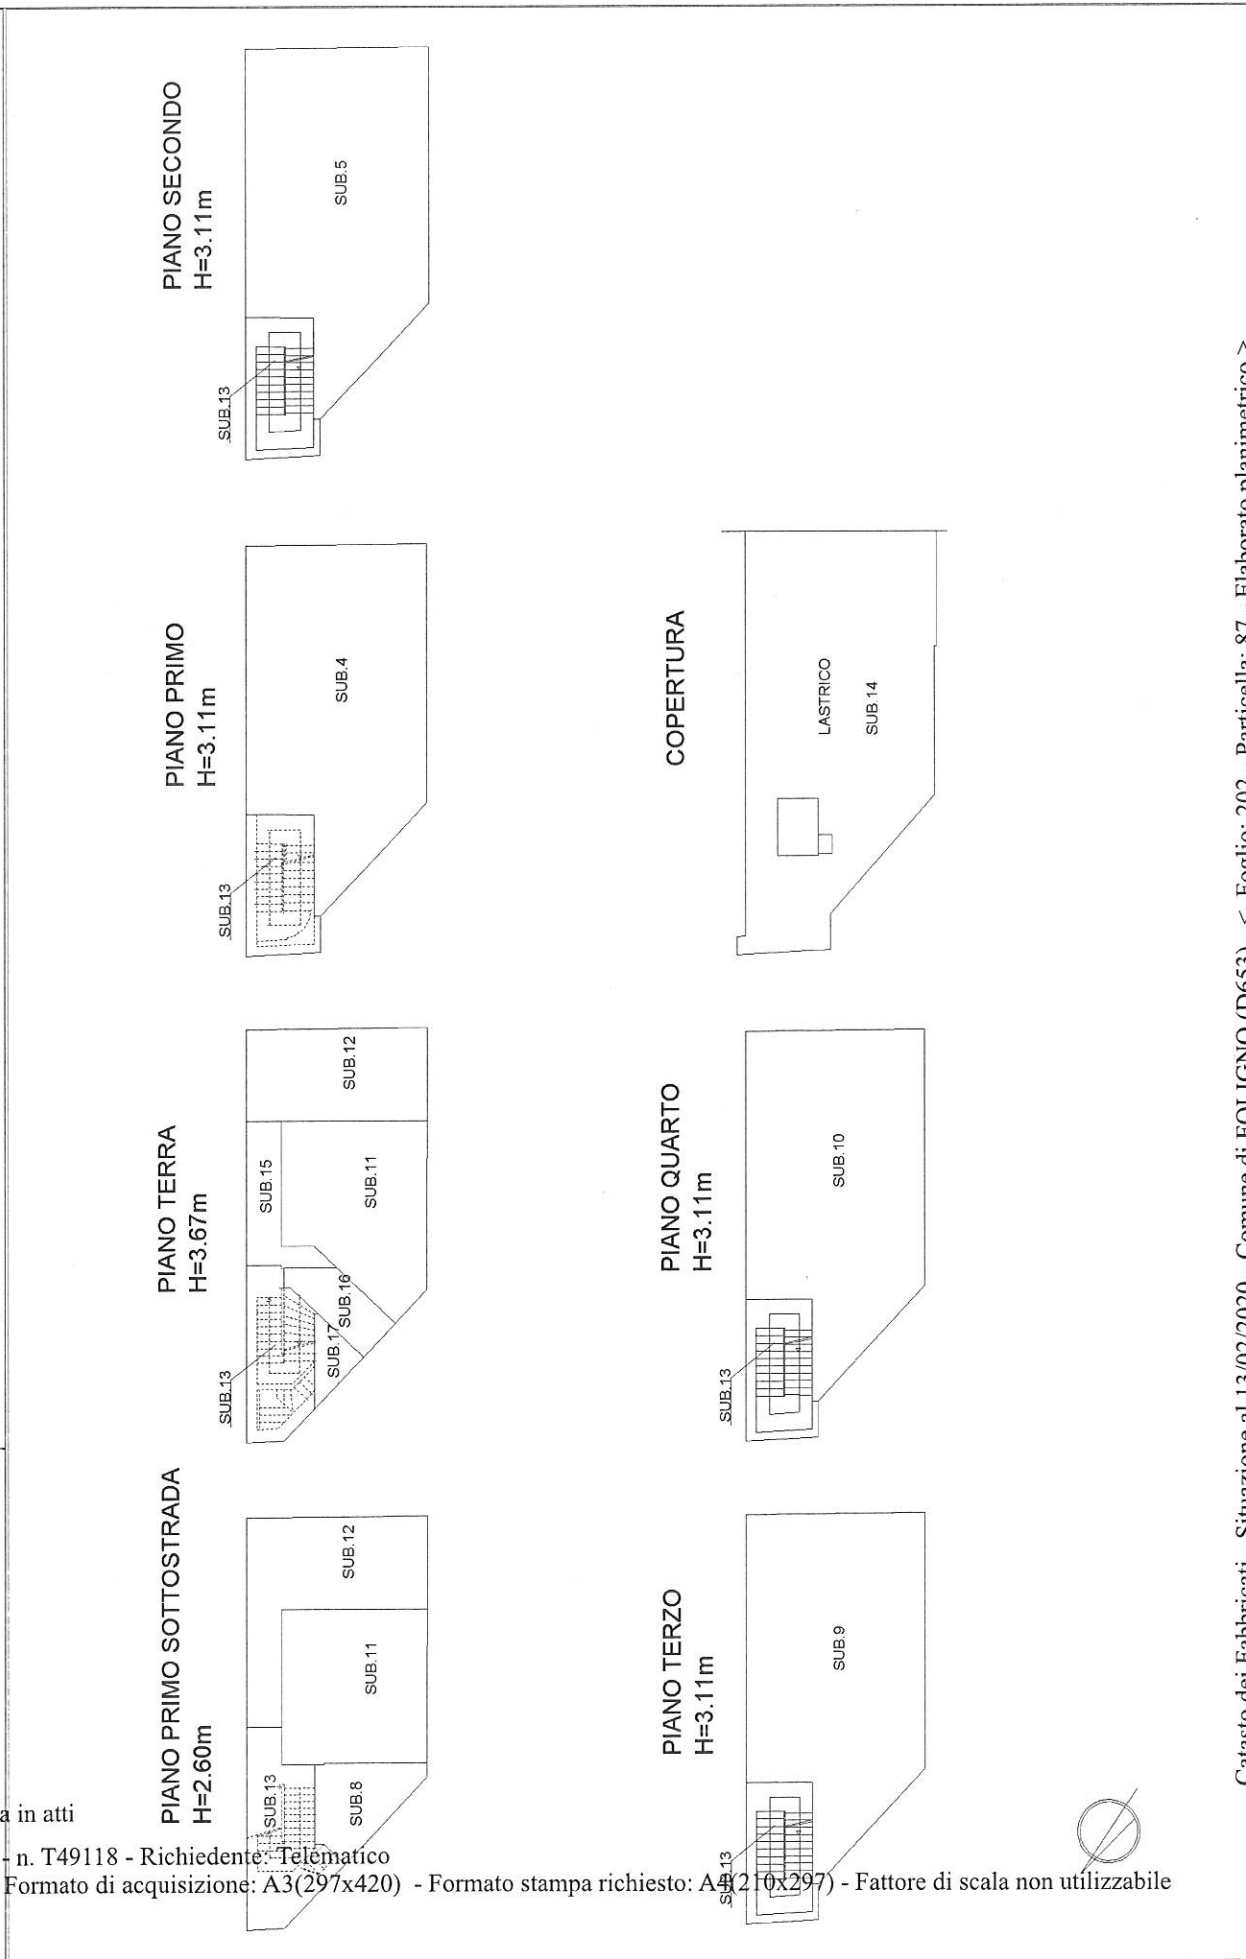 PIANO PRIMO SOTTOSTRADA
H=2.60m
SUB.13
SUB.8
SUB.11
SUB.12
PIANO TERRA
H=3.67m
SUB.13
SUB.17
SUB.16
SUB.15
SUB.11
SUB.12
PIANO PRIMO
H=3.11m
SUB.13
SUB.4
PIANO SECONDO
H=3.11m
SUB.13
SUB.5
PIANO TERZO
H=3.11m
SUB.13
SUB.9
PIANO QUARTO
H=3.11m
SUB.13
SUB.10
COPERTURA
LASTRICO
SUB.14
Catasto dei Fabbricati - Situazione al 13/02/2020 - Comune di FOLIGNO (D653) - < Foglio: 202 - Particella: 87 - Elaborato planimetrico >
a in atti
- n. T49118 - Richiedente: Telematico
Formato di acquisizione: A3(297x420) - Formato stampa richiesto: A4(210x297) - Fattore di scala non utilizzabile